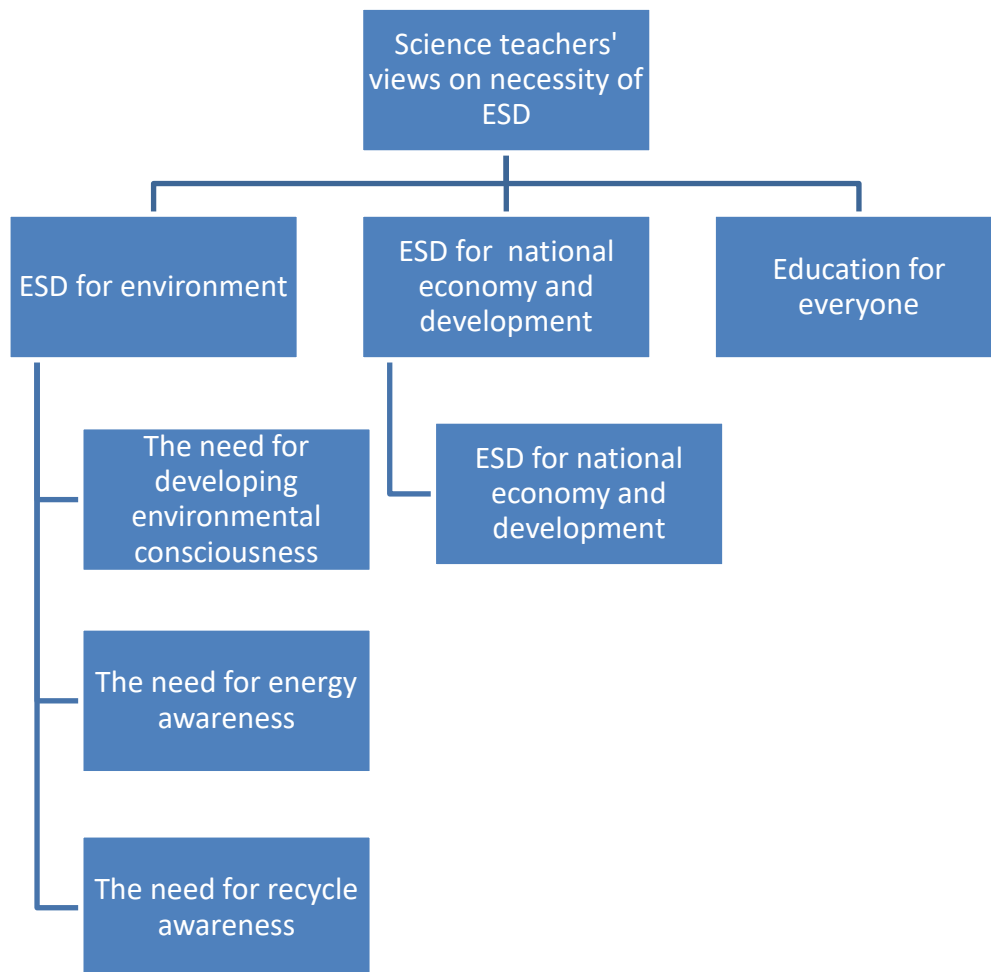 Science teachers'
views on necessity of
ESD
ESD for environment
ESD for  national
economy and
development
Education for
everyone
The need for
developing
environmental
consciousness
ESD for national
economy and
development
The need for energy
awareness
The need for recycle
awareness